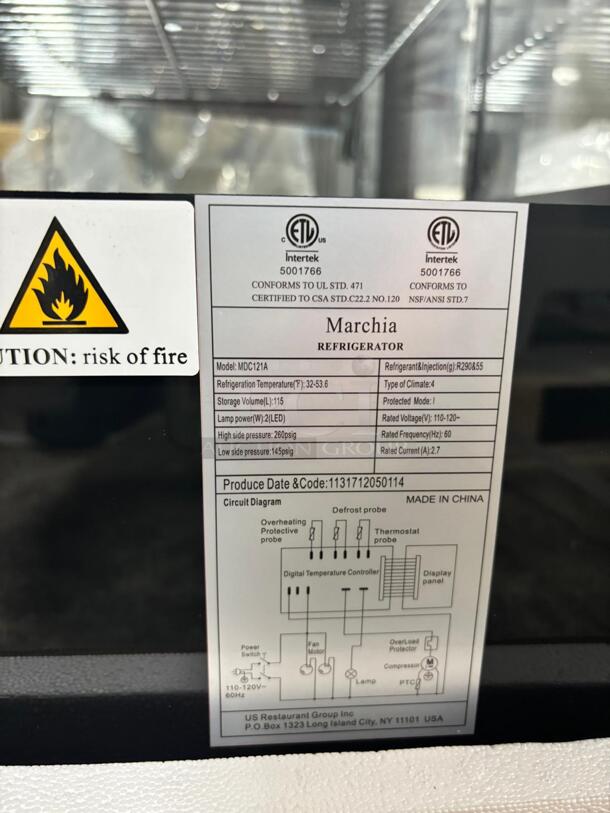 UTION: risk of fire
ETL ETL
C US
Intertek Intertek
5001766 5001766
CONFORMS TO UL STD. 471 CONFORMS TO
CERTIFIED TO CSA STD.C22.2 NO.120 NSF/ANSI STD.7
Marchia
REFRIGERATOR
Model: MDC121A Refrigerant&Injection(g):R290&55
Refrigeration Temperature(℉): 32-53.6 Type of Climate:4
Storage Volume(L):115 Protected Mode: I
Lamp power(W):2(LED) Rated Voltage(V): 110-120~
High side pressure: 260psig Rated Frequency(Hz): 60
Low side pressure:145psig Rated Current (A):2.7
AUCTION GROUP
Produce Date &Code:1131712050114
Circuit Diagram MADE IN CHINA
Defrost probe
Overheating
Protective
probe
Thermostat
probe
Digital Temperature Controller
Display
panel
Power
Switch
Fan
Motor
OverLoad
Protector
Compressor
M
Lamp
PTC
110-120V~
60Hz
US Restaurant Group Inc
P.O.Box 1323 Long Island City, NY 11101 USA